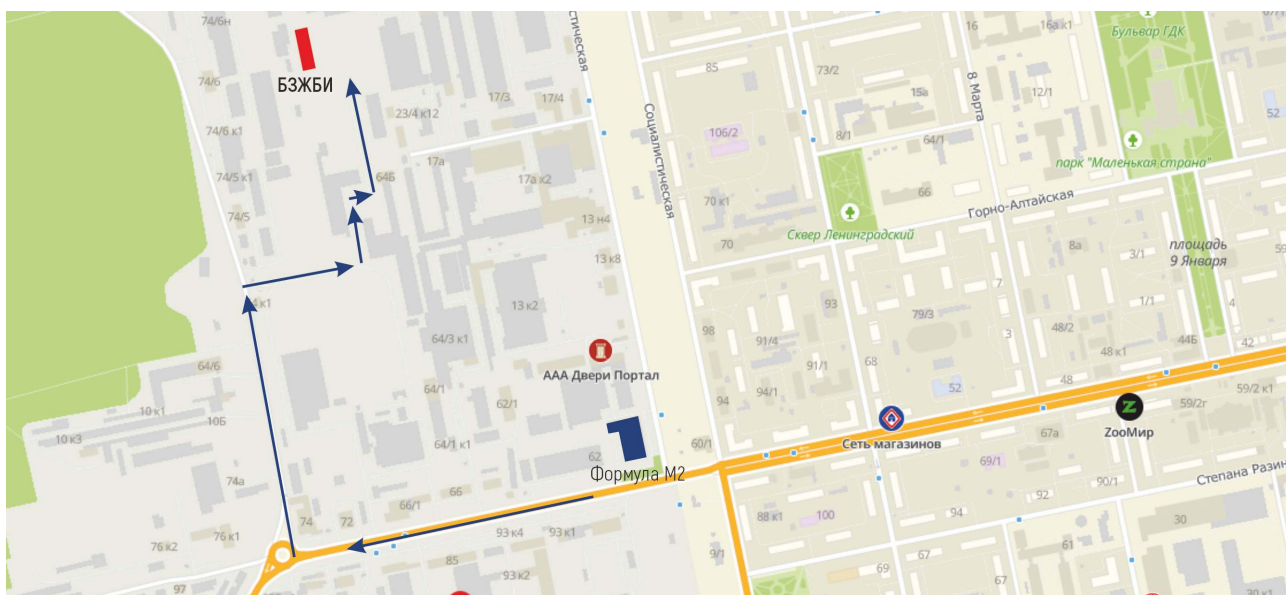 74/6н
БЗЖБИ
74/6
74/6 к1
74/5 к1
74/5
17/3
17/4
23/4 к12
17а
64Б
17а к2
13 н4
13 к8
13 к2
4 к1
64/3 к1
64/6
64/1
62/1
10 к1
10Б
10 к3
64/1 к1
62
74а
66
66/1
74
72
76 к1
76 к2
97
85
93 к4
93 к1
93 к2
9/1
истическая
Социалистическая
ААА Двери Портал
Формула М2
85
73/2
16
16а к1
Бульвар ГДК
8 Марта
12/1
15а
52
106/2
8/1
64/1
парк "Маленькая страна"
66
70 к1
Горно-Алтайская
Сквер Ленинградский
70
8а
3/1
площадь
9 Января
7
93
1/1
4
98
79/3
91/4
3
48/2
44Б
42
91/1
68
48 к1
94/1
52
48
94
59/2 к1
59/2г
60/1
Сеть магазинов
67а
ZооМир
69/1
90/1
Степана Разин
92
88 к1
100
94
30
61
67
69
67
30 к1